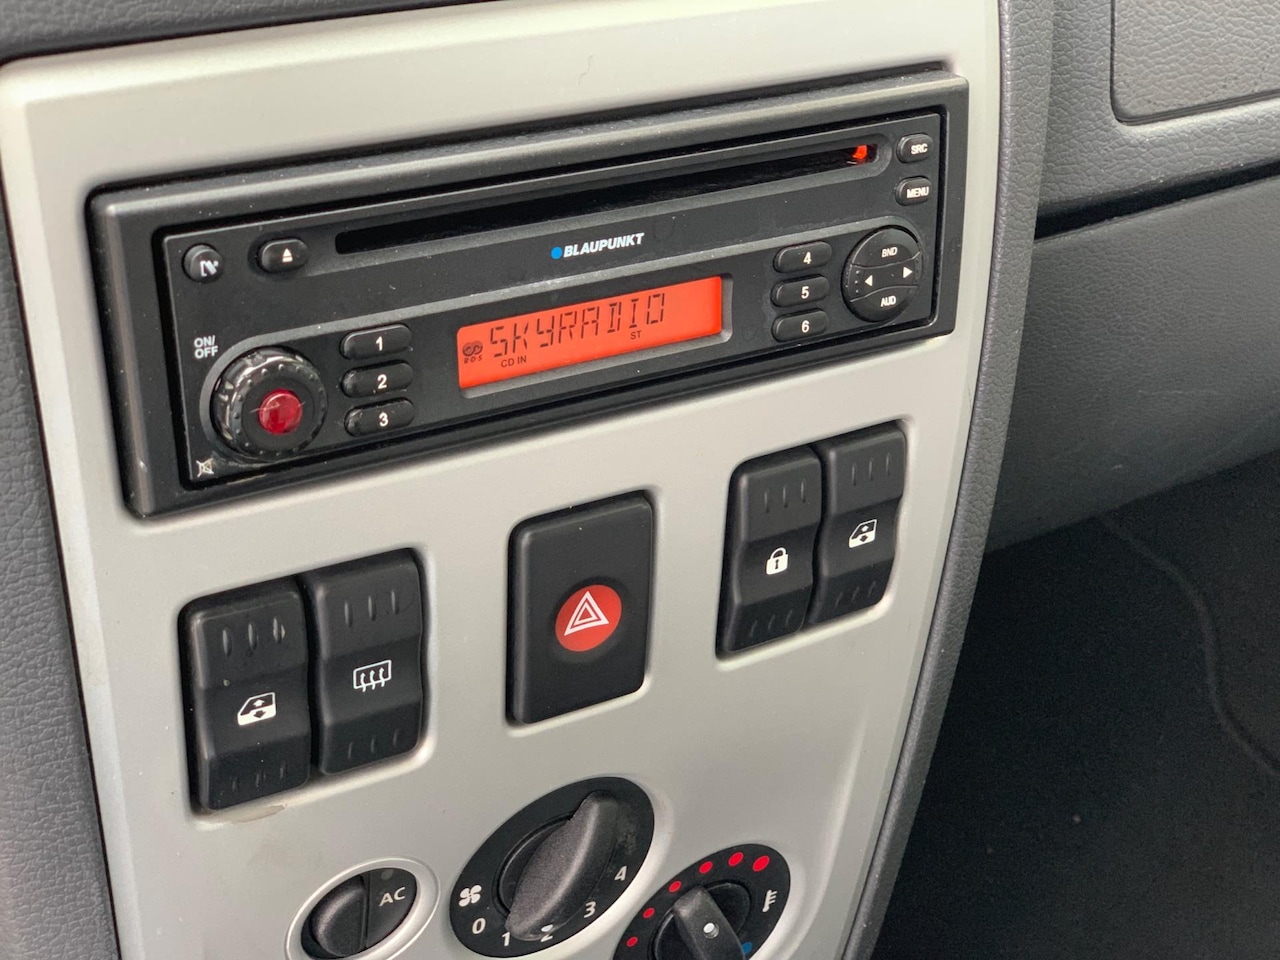 SRC
MENU
BLAUPUNKT
4
BND
5
AUD
6
ON/
OFF
1
2
3
SKYRADIO
RDS
CD IN
ST
AC
0
1
2
3
4